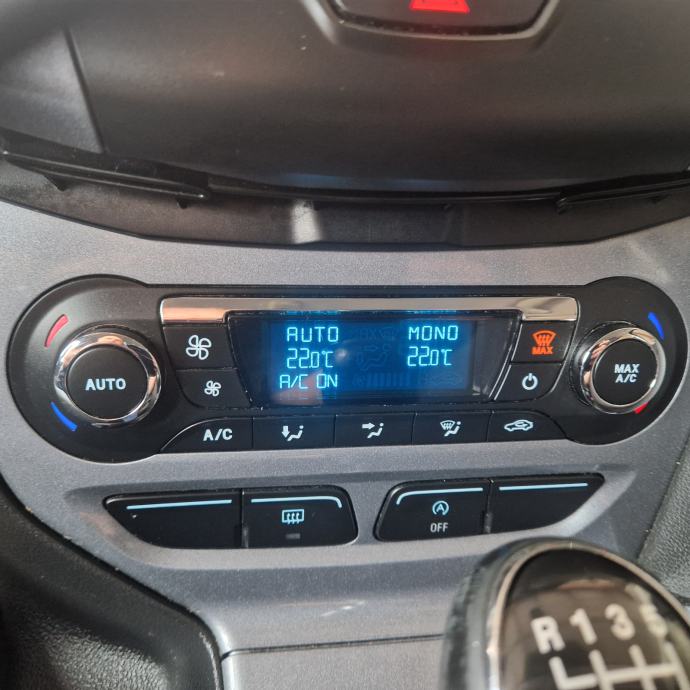 AUTO MONO
22.0°C 22.0°C
A/C ON
AUTO
MAX
MAX
A/C
A/C
OFF
R 1 3 5